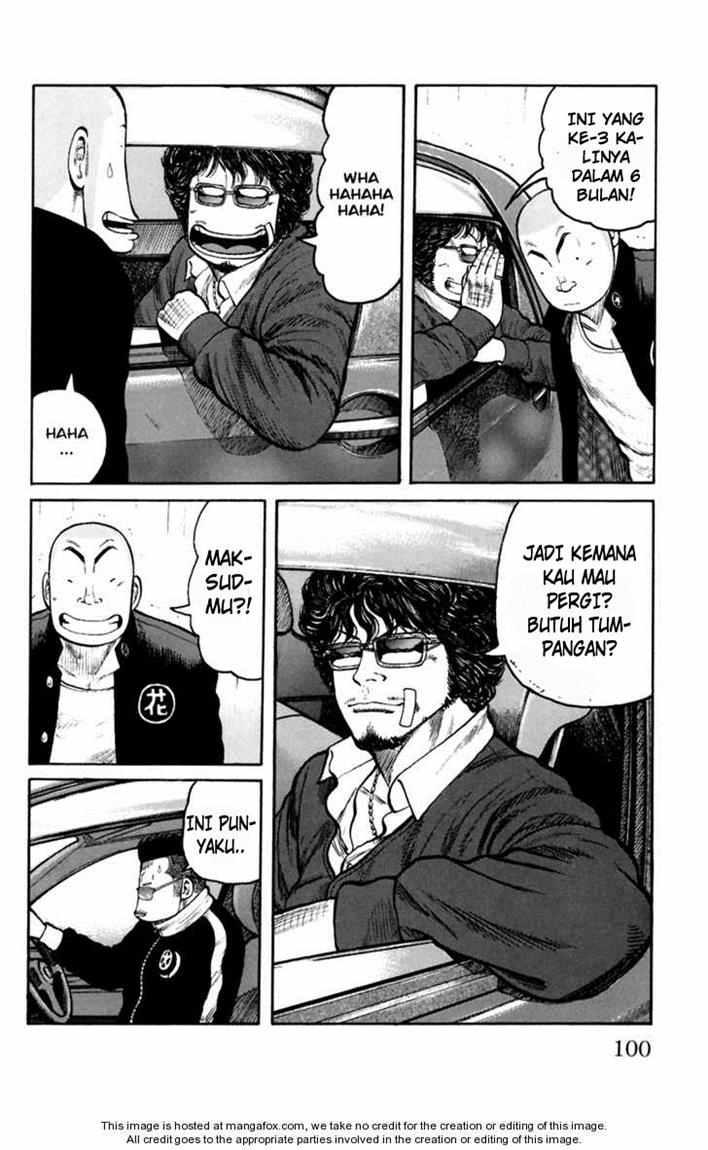 INI YANG
KE-3 KA-
LINYA
DALAM 6
BULAN!
WHA
HAHAHA
HAHA!
HAHA
...
JADI KEMANA
KAU MAU
PERGI?
BUTUH TUM-
PANGAN?
MAK-
SUD-
MU?!
花
INI PUN-
YAKU..
100
This image is hosted at mangafox.com, we take no credit for the creation or editing of this image.
All credit goes to the appropriate parties involved in the creation or editing of this image.